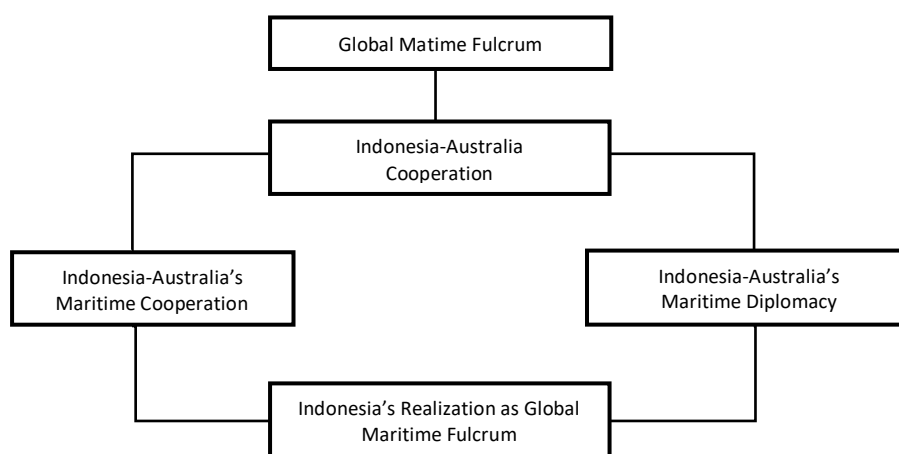 Global Matime Fulcrum
Indonesia-Australia
Cooperation
Indonesia-Australia’s
Maritime Cooperation
Indonesia-Australia’s
Maritime Diplomacy
Indonesia’s Realization as Global
Maritime Fulcrum